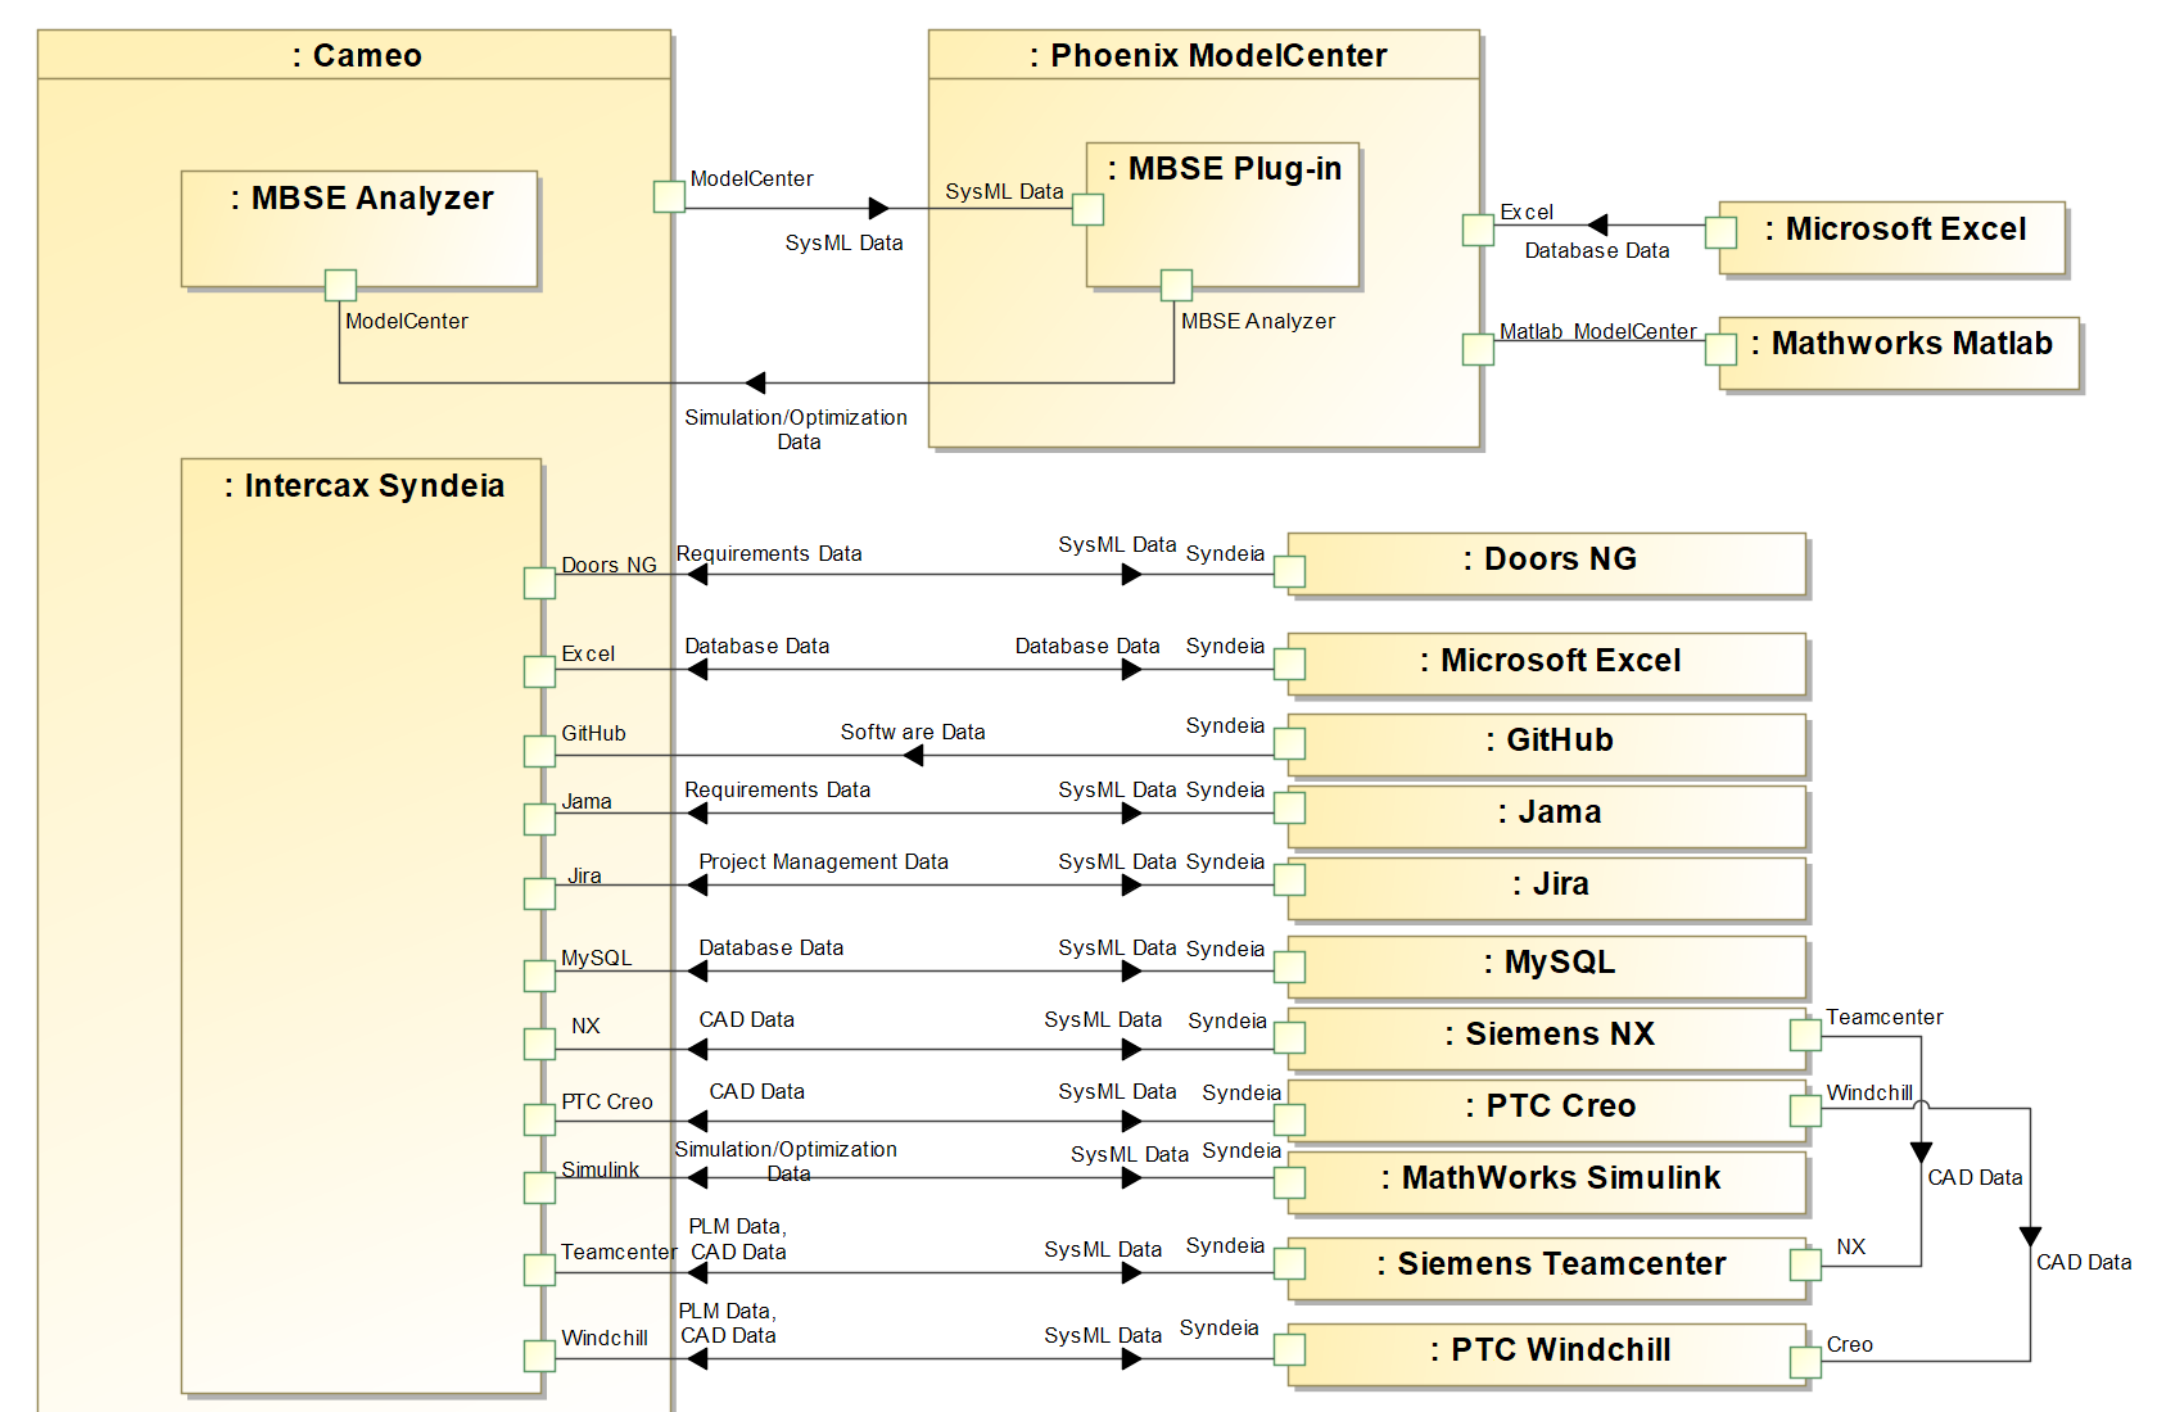 : Cameo
: Phoenix ModelCenter
: MBSE Analyzer
ModelCenter
SysML Data
SysML Data
: MBSE Plug-in
Excel
Database Data
: Microsoft Excel
ModelCenter
MBSE Analyzer
Matlab ModelCenter
: Mathworks Matlab
Simulation/Optimization
Data
: Intercax Syndeia
Doors NG
Requirements Data
SysML Data
Syndeia
: Doors NG
Excel
Database Data
Database Data
Syndeia
: Microsoft Excel
GitHub
Software Data
Syndeia
: GitHub
Jama
Requirements Data
SysML Data
Syndeia
: Jama
Jira
Project Management Data
SysML Data
Syndeia
: Jira
MySQL
Database Data
SysML Data
Syndeia
: MySQL
NX
CAD Data
SysML Data
Syndeia
: Siemens NX
Teamcenter
PTC Creo
CAD Data
SysML Data
Syndeia
: PTC Creo
Windchill
Simulink
Simulation/Optimization
Data
SysML Data
Syndeia
: MathWorks Simulink
CAD Data
Teamcenter
PLM Data,
CAD Data
SysML Data
Syndeia
: Siemens Teamcenter
NX
CAD Data
Windchill
PLM Data,
CAD Data
SysML Data
Syndeia
: PTC Windchill
Creo